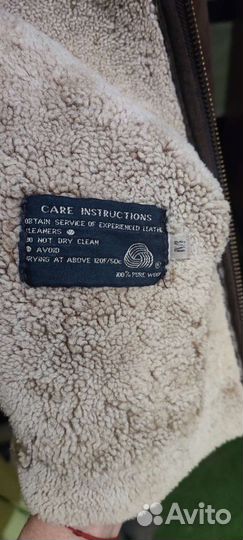 CARE INSTRUCTIONS
OBTAIN SERVICE OF EXPERIENCED LEATHE
CLEANERS
DO NOT DRY CLEAN
AVOID
DRYING AT ABOVE 120F/50c
100% PURE WOOL
M
Avito